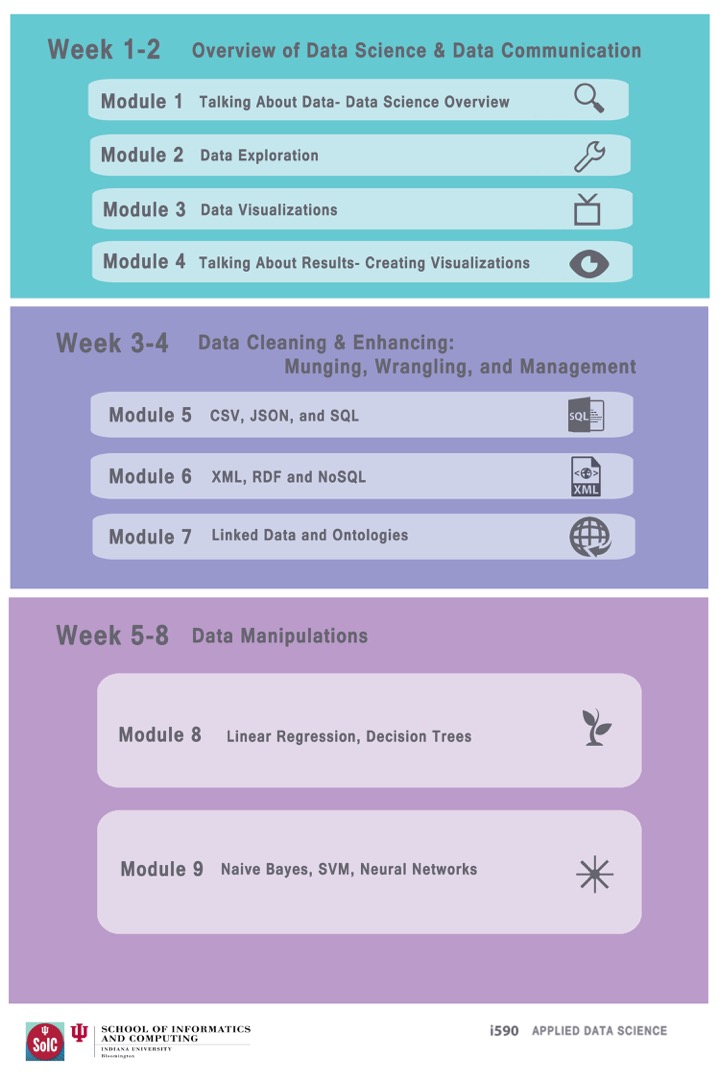 Week 1-2 Overview of Data Science & Data Communication
Module 1 Talking About Data- Data Science Overview
Module 2 Data Exploration
Module 3 Data Visualizations
Module 4 Talking About Results- Creating Visualizations
Week 3-4 Data Cleaning & Enhancing:
Munging, Wrangling, and Management
Module 5 CSV, JSON, and SQL
SQL
Module 6 XML, RDF and NoSQL
XML
Module 7 Linked Data and Ontologies
Week 5-8 Data Manipulations
Module 8 Linear Regression, Decision Trees
Module 9 Naive Bayes, SVM, Neural Networks
SoIC
SCHOOL OF INFORMATICS
AND COMPUTING
INDIANA UNIVERSITY
Bloomington
i590 APPLIED DATA SCIENCE